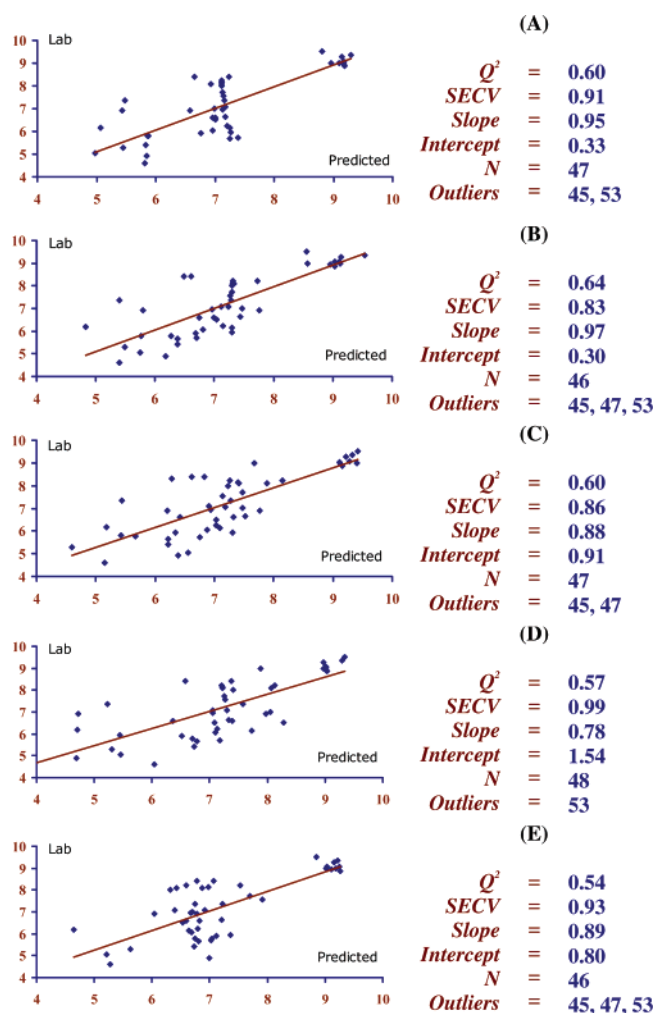 (A)
Lab
10
9
8
7
6
5
4
Predicted
4 5 6 7 8 9 10
Q² = 0.60
SECV = 0.91
Slope = 0.95
Intercept = 0.33
N = 47
Outliers = 45, 53
(B)
Lab
10
9
8
7
6
5
4
Predicted
4 5 6 7 8 9 10
Q² = 0.64
SECV = 0.83
Slope = 0.97
Intercept = 0.30
N = 46
Outliers = 45, 47, 53
(C)
Lab
10
9
8
7
6
5
4
Predicted
4 5 6 7 8 9 10
Q² = 0.60
SECV = 0.86
Slope = 0.88
Intercept = 0.91
N = 47
Outliers = 45, 47
(D)
Lab
10
9
8
7
6
5
4
Predicted
4 5 6 7 8 9 10
Q² = 0.57
SECV = 0.99
Slope = 0.78
Intercept = 1.54
N = 48
Outliers = 53
(E)
Lab
10
9
8
7
6
5
4
Predicted
4 5 6 7 8 9 10
Q² = 0.54
SECV = 0.93
Slope = 0.89
Intercept = 0.80
N = 46
Outliers = 45, 47, 53